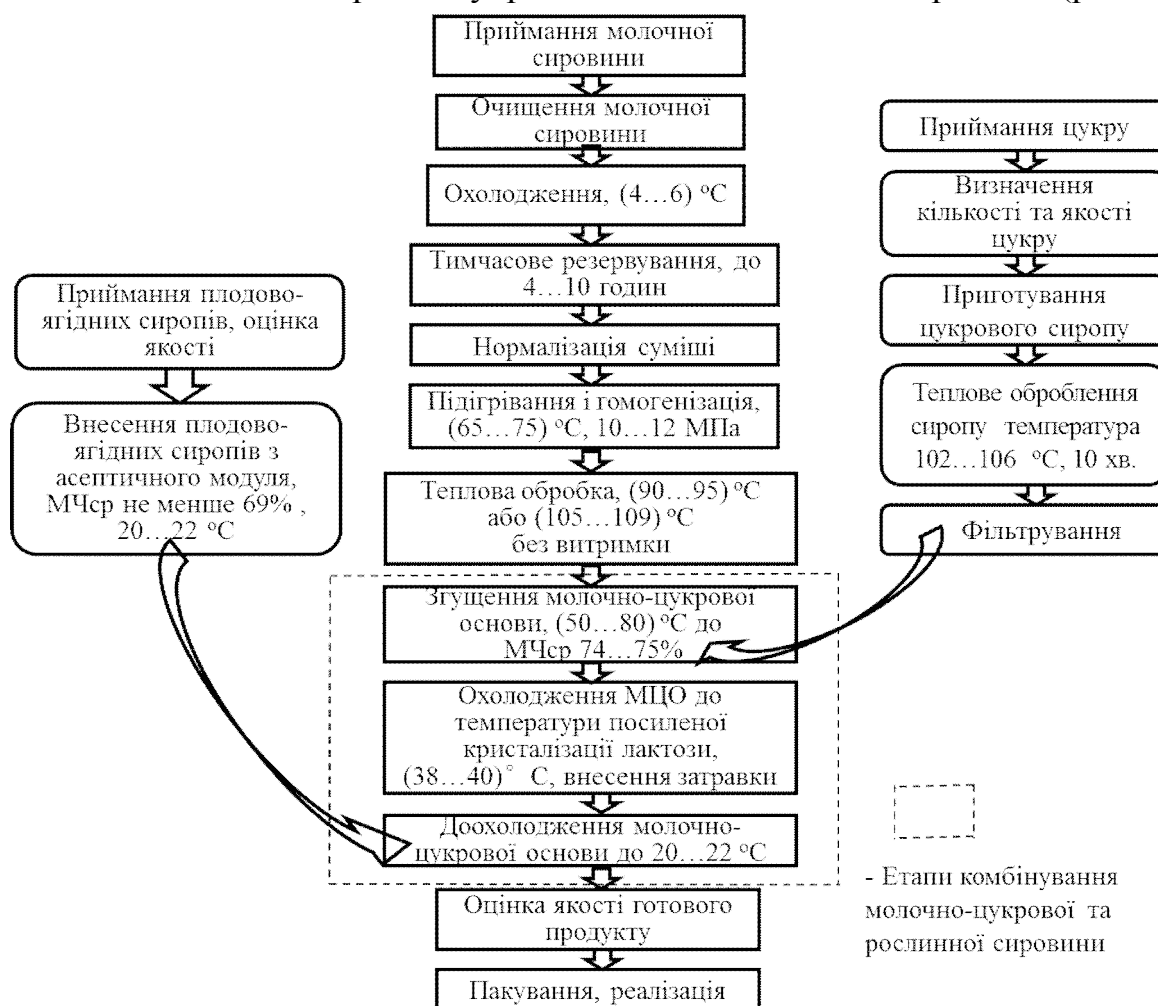 Приймання молочної
сировини
Очищення молочної
сировини
Охолодження, (4…6) °С
Тимчасове резервування, до
4…10 годин
Нормалізація суміші
Підігрівання і гомогенізація,
(65…75) °С, 10…12 МПа
Теплова обробка, (90…95) °С
або (105…109) °С
без витримки
Згущення молочно-цукрової
основи, (50…80) °С до
МЧср 74…75%
Охолодження МЦО до
температури посиленої
кристалізації лактози,
(38…40)° С, внесення затравки
Доохолодження молочно-
цукрової основи до 20…22 °С
Оцінка якості готового
продукту
Пакування, реалізація
Приймання плодово-
ягідних сиропів, оцінка
якості
Внесення плодово-
ягідних сиропів з
асептичного модуля,
МЧср не менше 69% ,
20…22 °С
Приймання цукру
Визначення
кількості та якості
цукру
Приготування
цукрового сиропу
Теплове оброблення
сиропу температура
102…106 °С, 10 хв.
Фільтрування
- Етапи комбінування
молочно-цукрової та
рослинної сировини